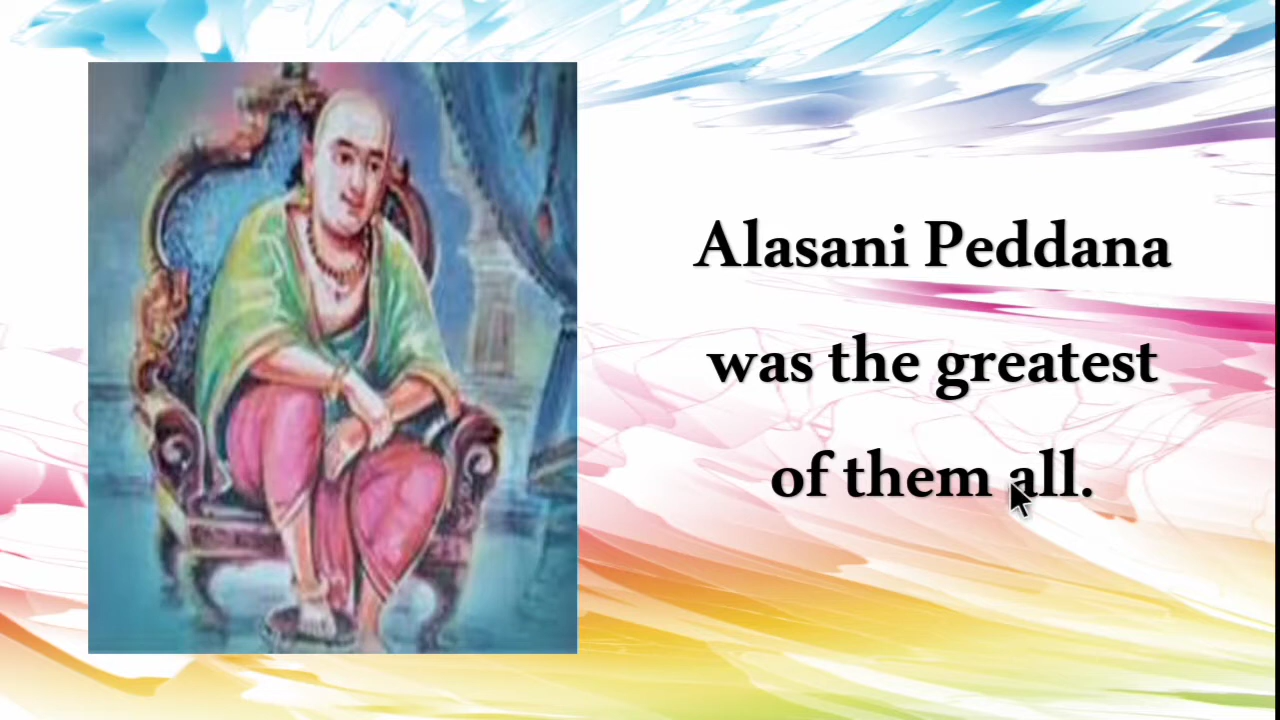 Alasani Peddana
was the greatest
of them all.